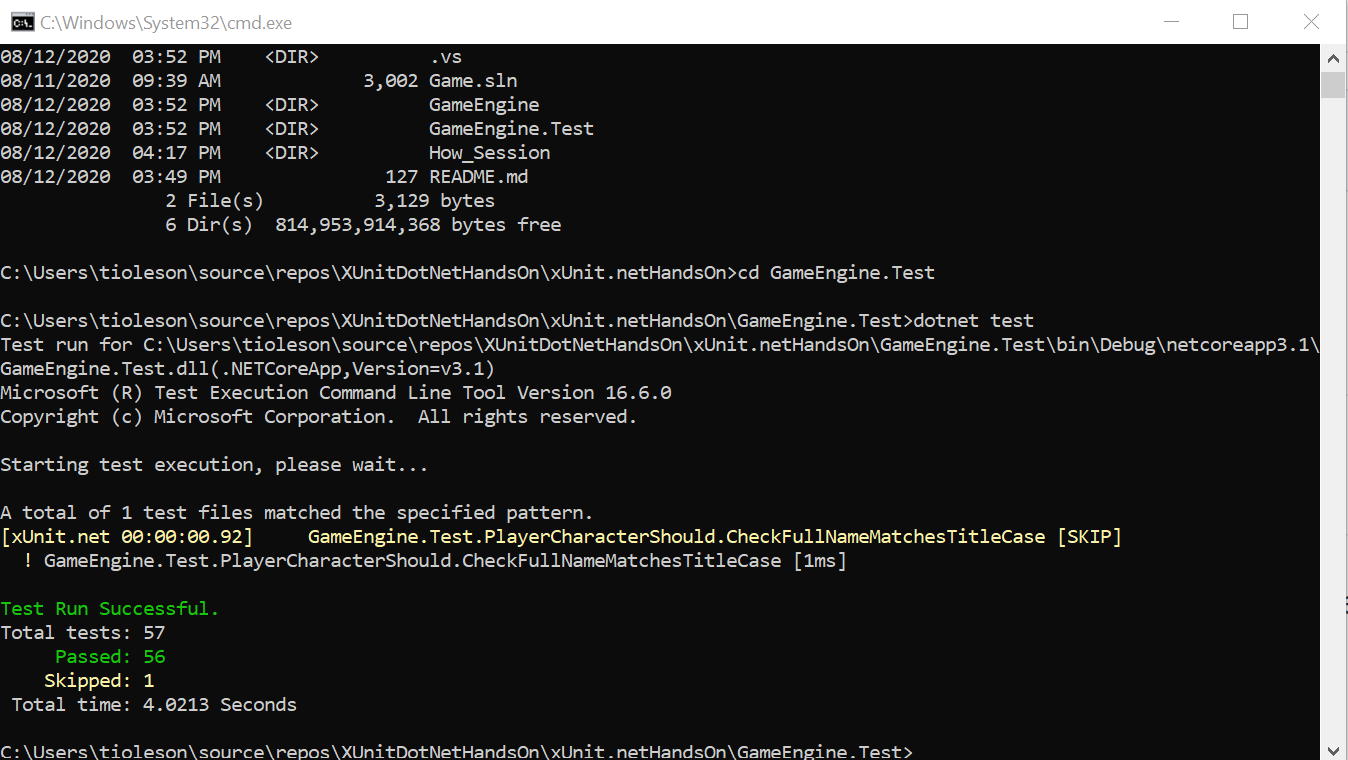 C:\Windows\System32\cmd.exe
08/12/2020  03:52 PM    <DIR>          .vs
08/11/2020  09:39 AM             3,002 Game.sln
08/12/2020  03:52 PM    <DIR>          GameEngine
08/12/2020  03:52 PM    <DIR>          GameEngine.Test
08/12/2020  04:17 PM    <DIR>          How_Session
08/12/2020  03:49 PM               127 README.md
               2 File(s)          3,129 bytes
               6 Dir(s)  814,953,914,368 bytes free
C:\Users\tioleson\source\repos\XUnitDotNetHandsOn\xUnit.netHandsOn>cd GameEngine.Test
C:\Users\tioleson\source\repos\XUnitDotNetHandsOn\xUnit.netHandsOn\GameEngine.Test>dotnet test
Test run for C:\Users\tioleson\source\repos\XUnitDotNetHandsOn\xUnit.netHandsOn\GameEngine.Test\bin\Debug\netcoreapp3.1\
GameEngine.Test.dll(.NETCoreApp,Version=v3.1)
Microsoft (R) Test Execution Command Line Tool Version 16.6.0
Copyright (c) Microsoft Corporation.  All rights reserved.
Starting test execution, please wait...
A total of 1 test files matched the specified pattern.
[xUnit.net 00:00:00.92]     GameEngine.Test.PlayerCharacterShould.CheckFullNameMatchesTitleCase [SKIP]
  ! GameEngine.Test.PlayerCharacterShould.CheckFullNameMatchesTitleCase [1ms]
Test Run Successful.
Total tests: 57
     Passed: 56
    Skipped: 1
 Total time: 4.0213 Seconds
C:\Users\tioleson\source\repos\XUnitDotNetHandsOn\xUnit.netHandsOn\GameEngine.Test>